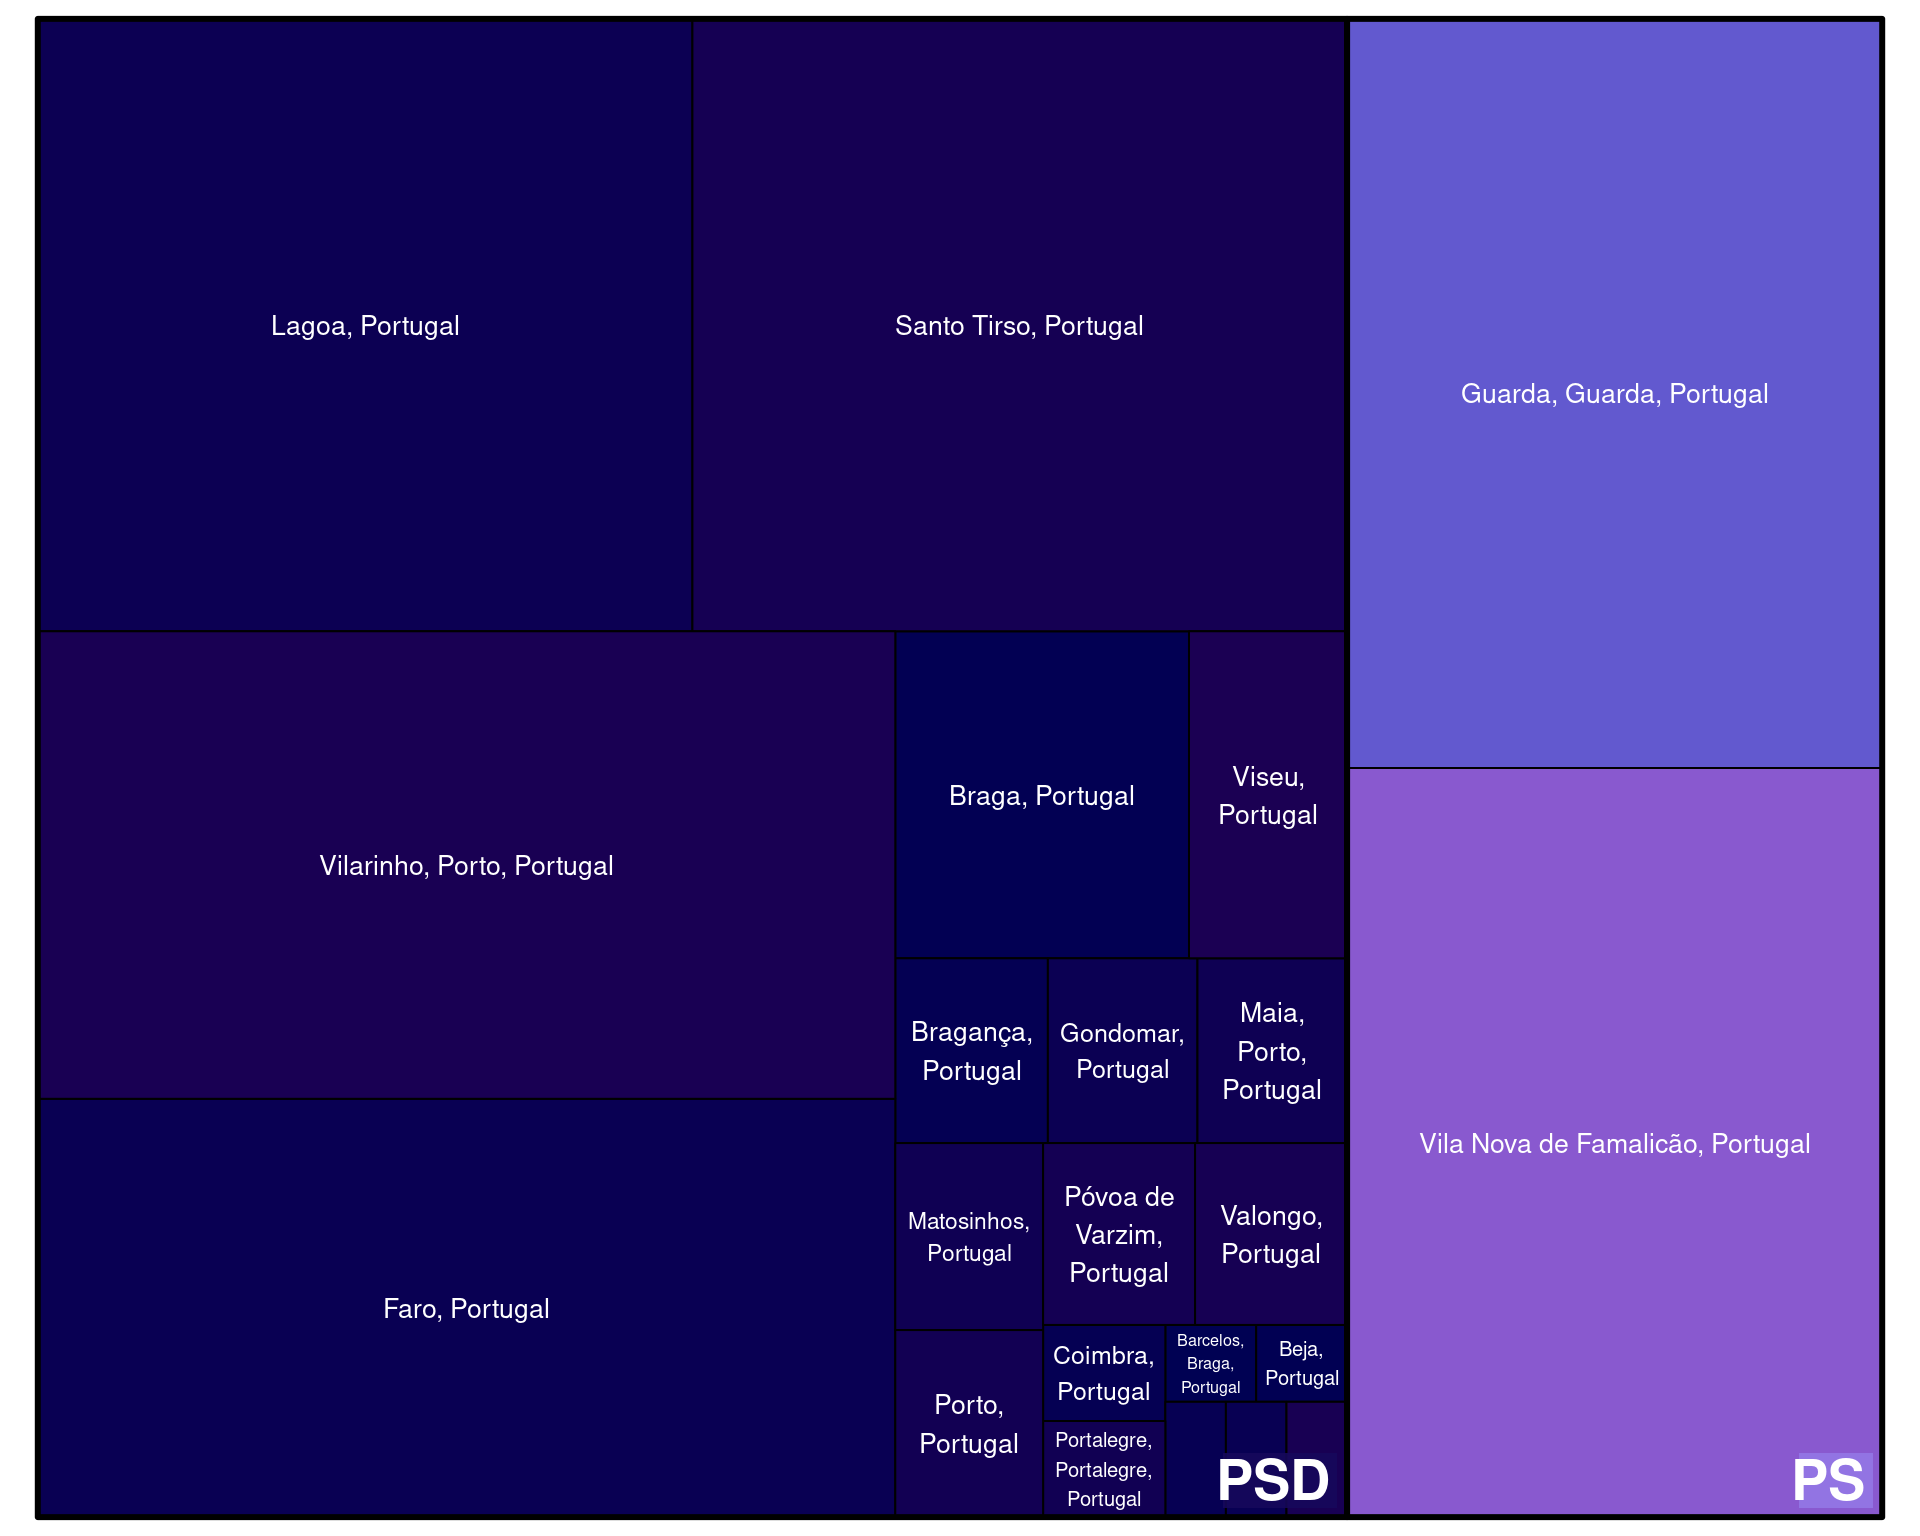 Lagoa, Portugal
Santo Tirso, Portugal
Guarda, Guarda, Portugal
Vilarinho, Porto, Portugal
Braga, Portugal
Viseu,
Portugal
Bragança,
Portugal
Gondomar,
Portugal
Maia,
Porto,
Portugal
Vila Nova de Famalicão, Portugal
Matosinhos,
Portugal
Póvoa de
Varzim,
Portugal
Valongo,
Portugal
Faro, Portugal
Porto,
Portugal
Coimbra,
Portugal
Barcelos,
Braga,
Portugal
Beja,
Portugal
Portalegre,
Portalegre,
Portugal
PSD
PS